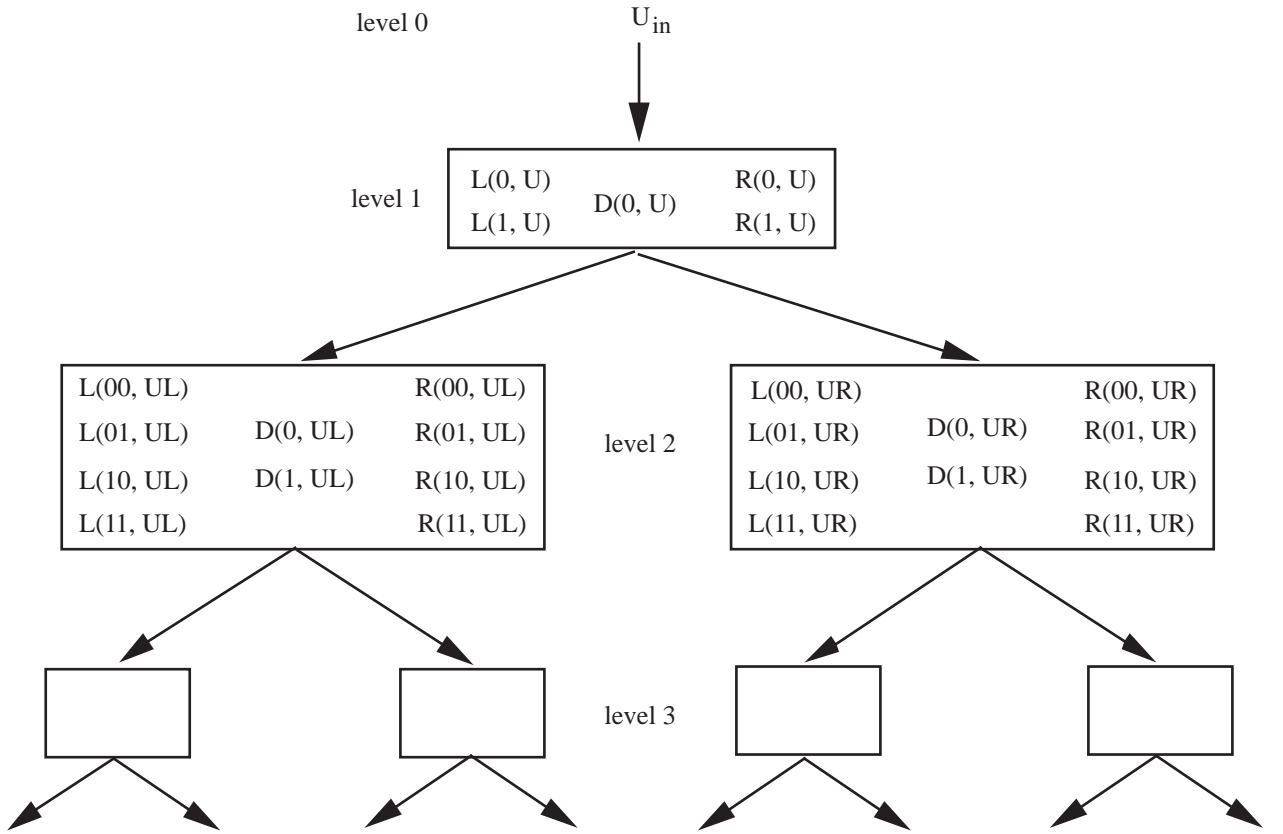 level 0
U_in
level 1
L(0, U)
D(0, U)
R(0, U)
L(1, U)
R(1, U)
L(00, UL)
R(00, UL)
L(01, UL)
D(0, UL)
R(01, UL)
L(10, UL)
D(1, UL)
R(10, UL)
L(11, UL)
R(11, UL)
level 2
L(00, UR)
R(00, UR)
L(01, UR)
D(0, UR)
R(01, UR)
L(10, UR)
D(1, UR)
R(10, UR)
L(11, UR)
R(11, UR)
level 3